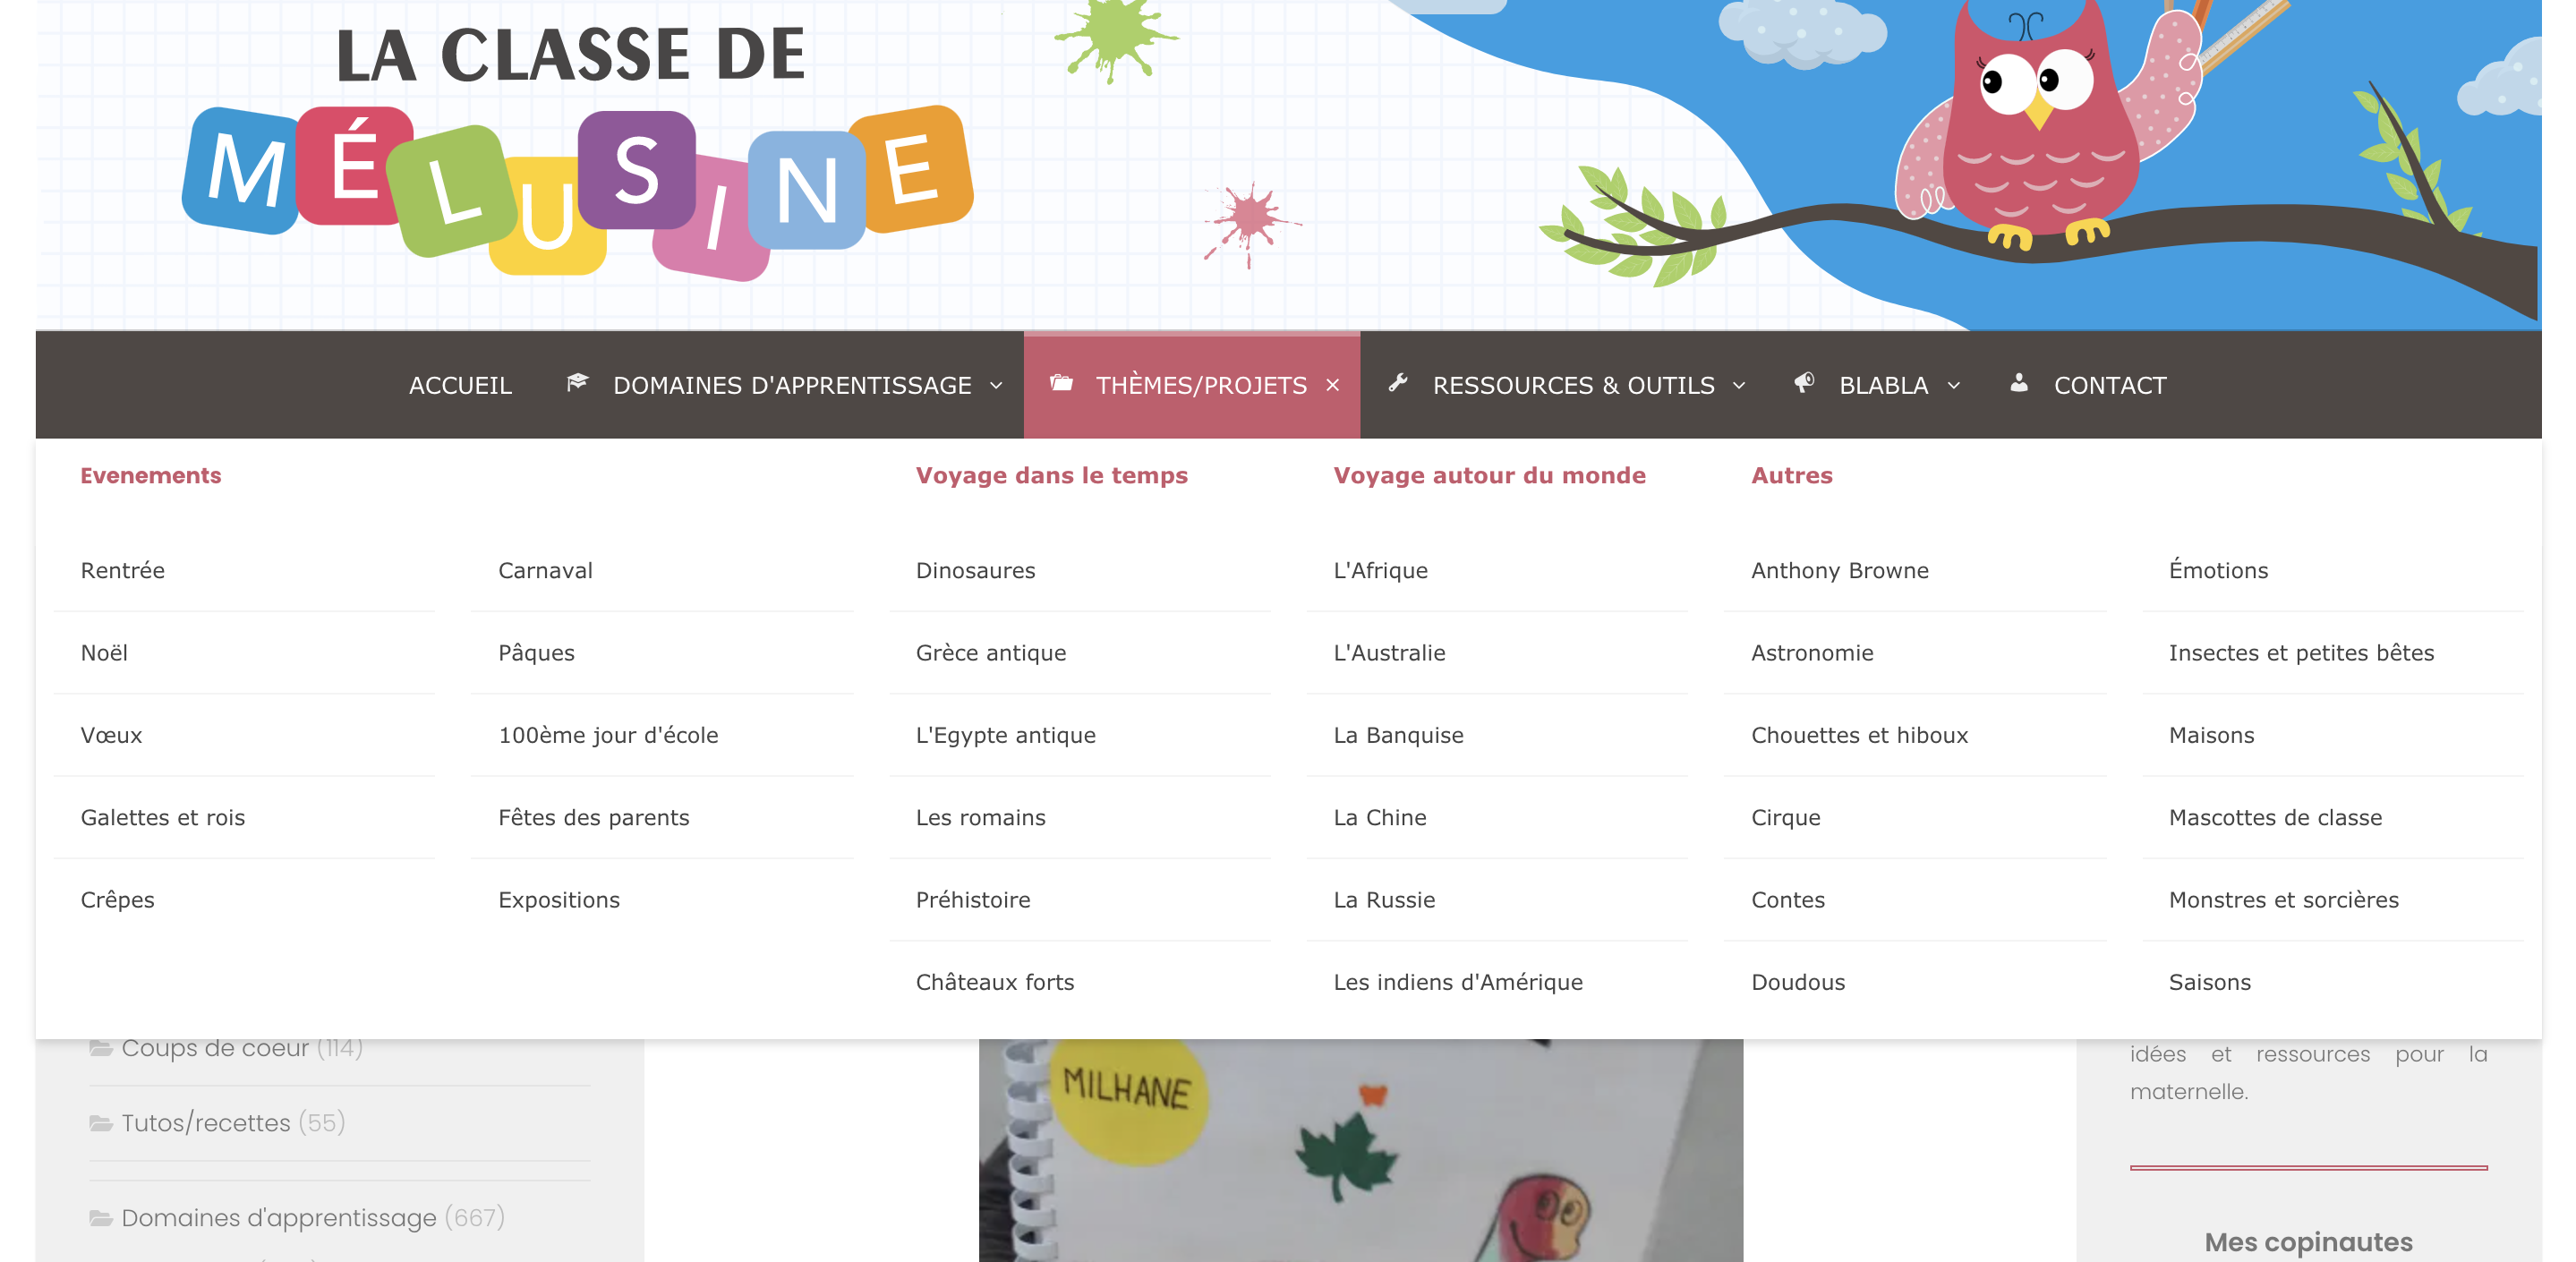 LA CLASSE DE
MÉLUSINE
ACCUEIL DOMAINES D'APPRENTISSAGE THÈMES/PROJETS RESSOURCES & OUTILS BLABLA CONTACT
Evenements
Rentrée
Noël
Vœux
Galettes et rois
Crêpes
Carnaval
Pâques
100ème jour d'école
Fêtes des parents
Expositions
Voyage dans le temps
Dinosaures
Grèce antique
L'Egypte antique
Les romains
Préhistoire
Châteaux forts
Voyage autour du monde
L'Afrique
L'Australie
La Banquise
La Chine
La Russie
Les indiens d'Amérique
Autres
Anthony Browne
Astronomie
Chouettes et hiboux
Cirque
Contes
Doudous
Émotions
Insectes et petites bêtes
Maisons
Mascottes de classe
Monstres et sorcières
Saisons
Coups de coeur (114)
Tutos/recettes (55)
Domaines d'apprentissage (667)
MILHANE
idées et ressources pour la
maternelle.
Mes copinautes